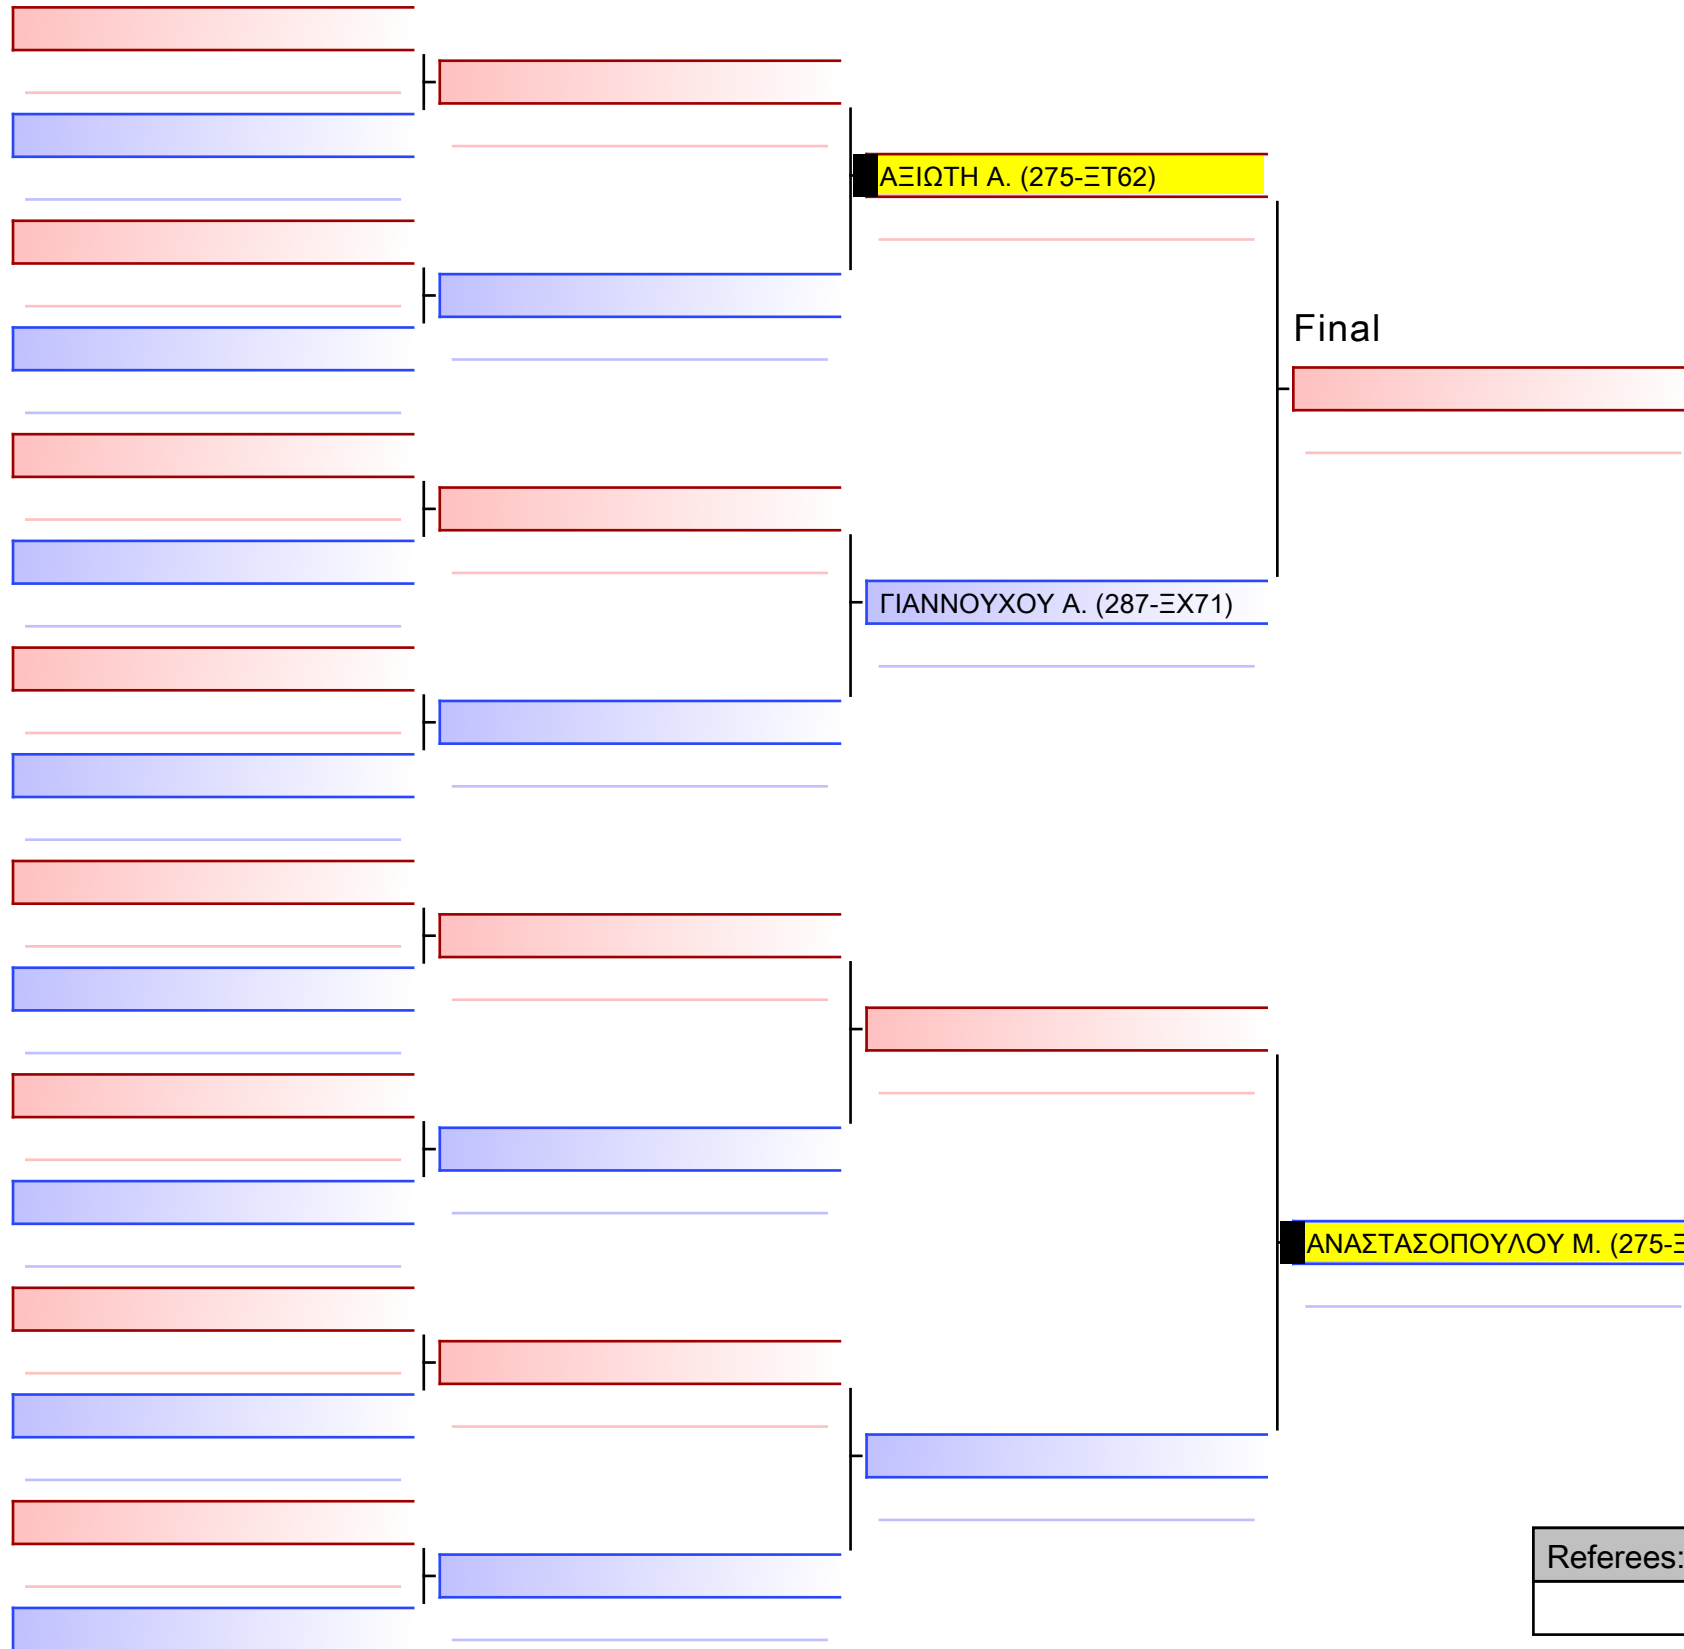 ΑΞΙΩΤΗ Α. (275-ΞΤ62)
Final
ΓΙΑΝΝΟΥΧΟΥ Α. (287-ΞΧ71)
ΑΝΑΣΤΑΣΟΠΟΥΛΟΥ Μ. (275-Ξ
Referees: